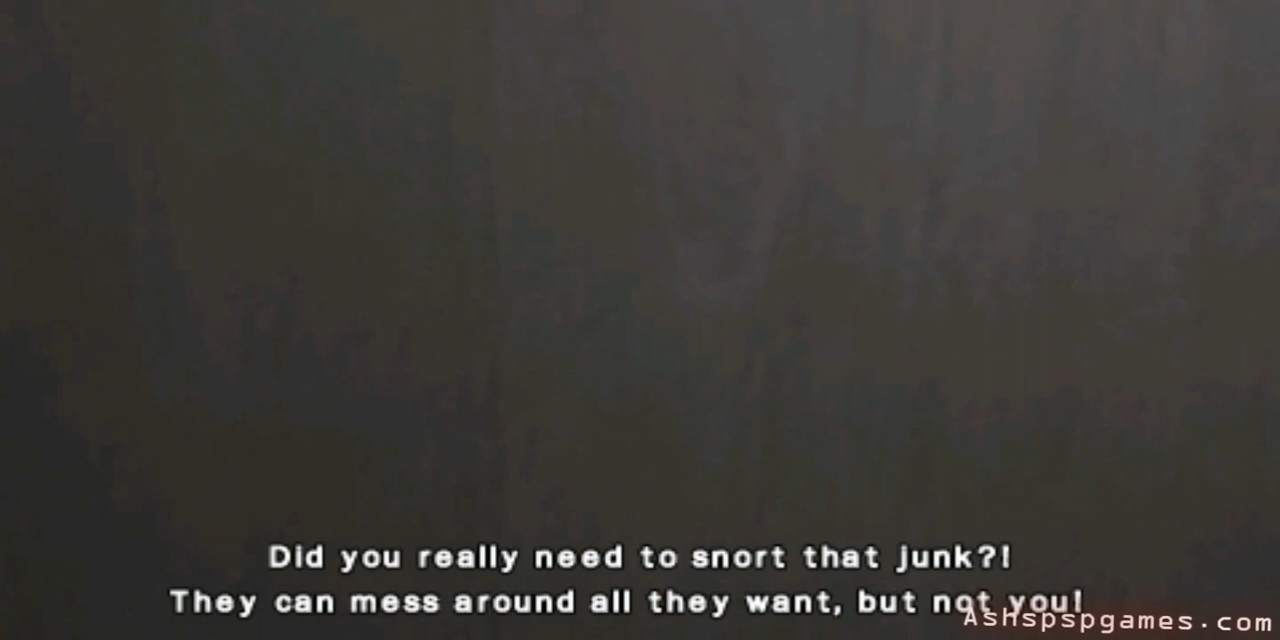 Did you really need to snort that junk?!
They can mess around all they want, but not you!
Ashspspgames.com